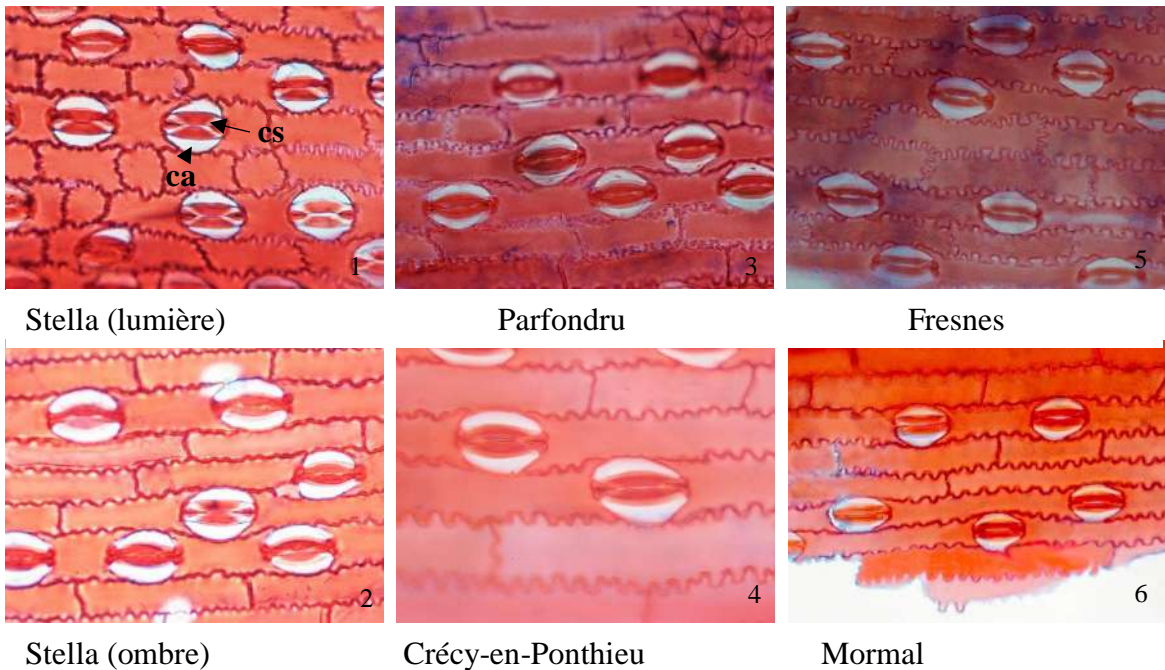 cs
ca
1
3
5
Stella (lumière)
Parfondru
Fresnes
2
4
6
Stella (ombre)
Crécy-en-Ponthieu
Mormal